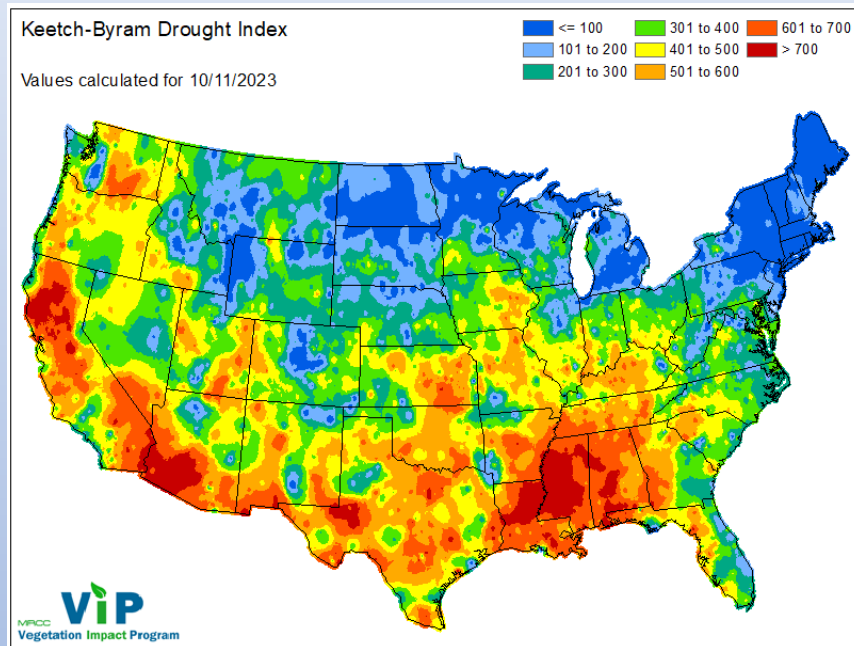 Keetch-Byram Drought Index
Values calculated for 10/11/2023
<= 100
301 to 400
601 to 700
101 to 200
401 to 500
> 700
201 to 300
501 to 600
MRCC ViP
Vegetation Impact Program